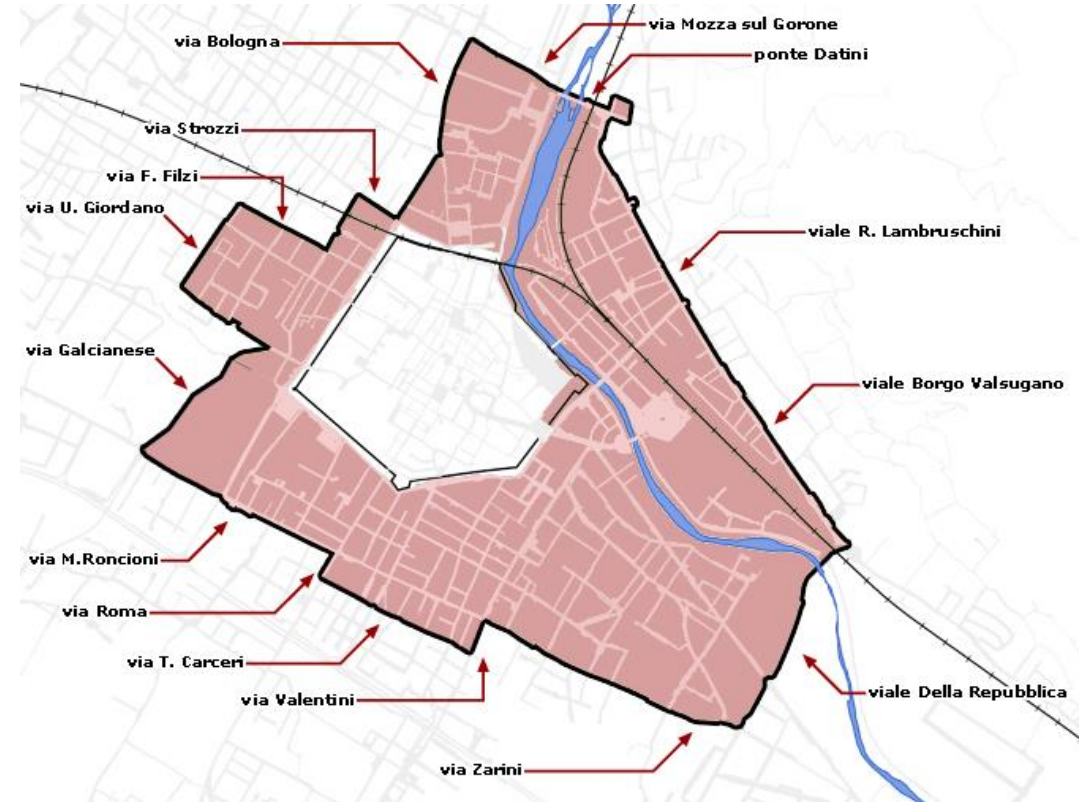 via Mozza sul Gorone
via Bologna
ponte Datini
via Strozzi
via F. Filzi
via U. Giordano
viale R. Lambruschini
via Galcianese
viale Borgo Valsugano
via M.Roncioni
via Roma
via T. Carceri
viale Della Repubblica
via Valentini
via Zarini